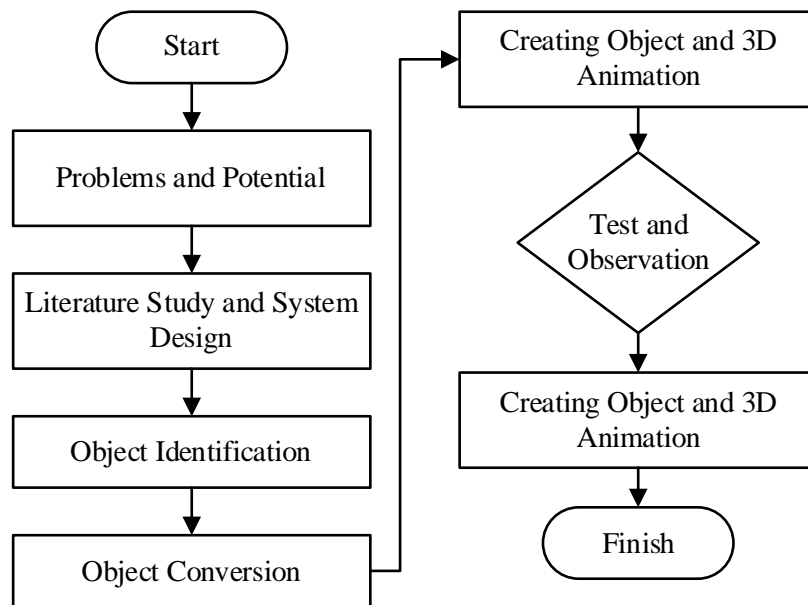 Start
Problems and Potential
Literature Study and System
Design
Object Identification
Object Conversion
Creating Object and 3D
Animation
Test and
Observation
Creating Object and 3D
Animation
Finish